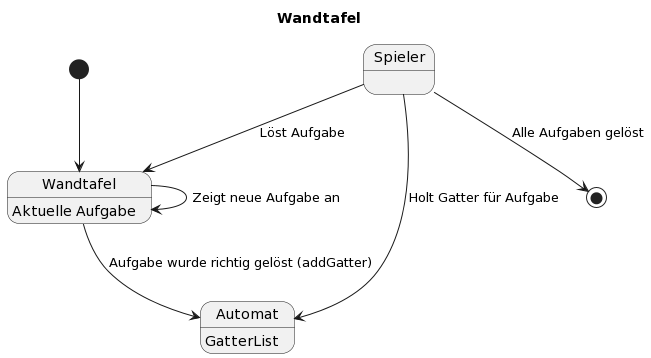 Wandtafel
Spieler
Löst Aufgabe
Alle Aufgaben gelöst
Wandtafel
Aktuelle Aufgabe
Zeigt neue Aufgabe an
Holt Gatter für Aufgabe
Aufgabe wurde richtig gelöst (addGatter)
Automat
GatterList